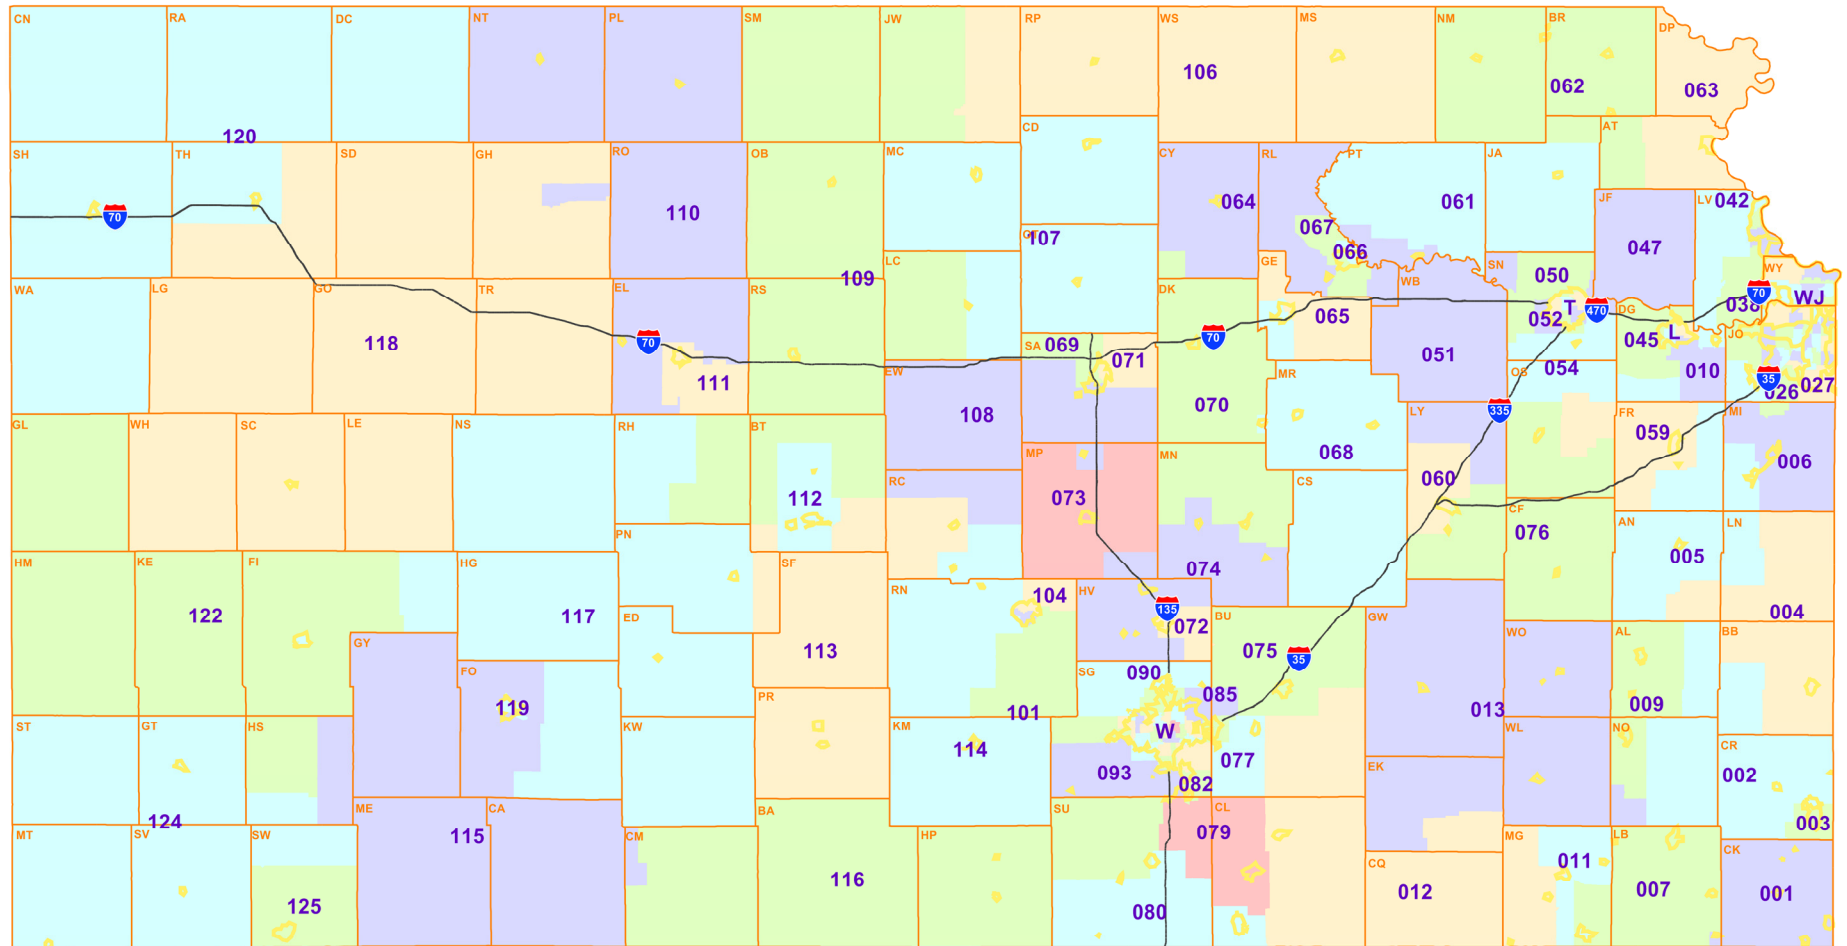 CN RA DC NT PL SM JW RP WS MS NM BR DP
106 062 063
120 CD AT
SH TH SD GH RO OB MC CY RL PT JA
70 110 064 067 061 JF LV 042
107 066 047
LC 109 GE SN 050 WY
WA LG GO TR EL RS DK WB 70 038 WJ
065 T 470 DG
118 70 SA 069 071 70 052 045 L JO
111 EW 051 OS 054 010 35 027
MR 026
108 070 335
GL WH SC LE NS RH BT LY FR 059 MI
MP MN 068 060 006
112 RC 073 CS
CF
PN 076 AN LN
005
HM KE FI HG SF 074
RN 104 HV 135
122 117 ED BU GW 004
072 WO AL BB
GY 113 075 35
FO SG 090
119 PR 085 009
101 013
ST GT HS KW KM W WL NO
114 077 CR
093 EK 002
082
ME CA BA SU CL
124 003
MT SV SW 115 CM HP 079 MG LB
CK
CQ 011
116 012 007 001
125 080